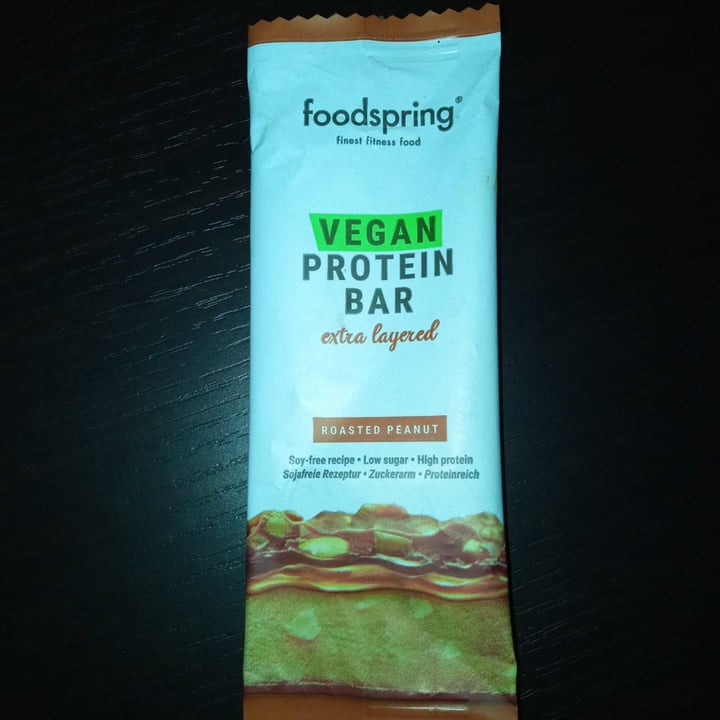 foodspring®
finest fitness food
VEGAN
PROTEIN
BAR
extra layered
ROASTED PEANUT
Soy-free recipe • Low sugar • High protein
Sojafreie Rezeptur • Zuckerarm • Proteinreich